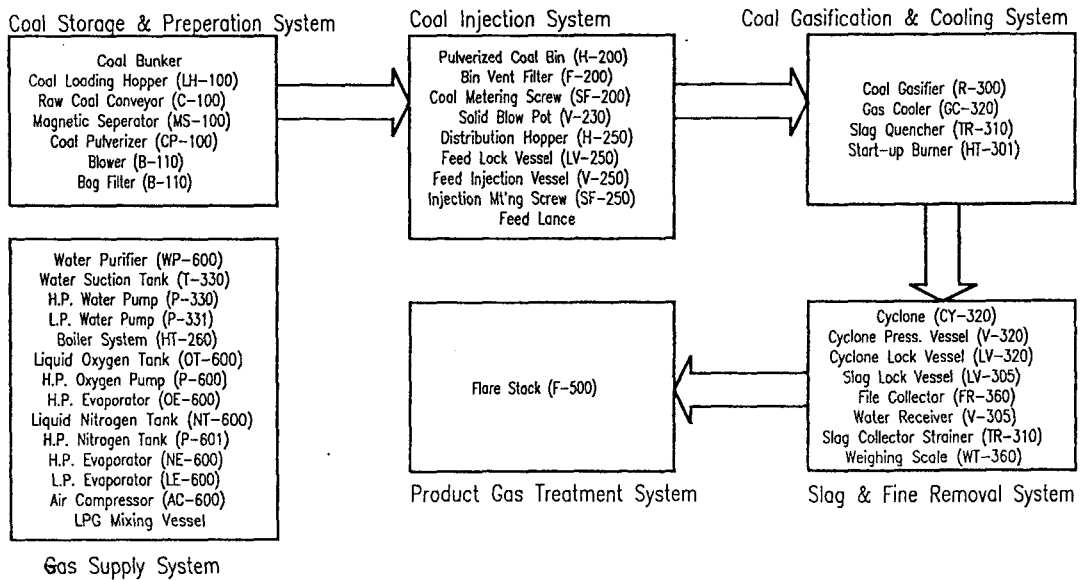 Coal Storage & Preperation System
Coal Bunker
Coal Loading Hopper (LH-100)
Raw Coal Conveyor (C-100)
Magnetic Seperator (MS-100)
Coal Pulverizer (CP-100)
Blower (B-110)
Bag Filter (B-110)
Coal Injection System
Pulverized Coal Bin (H-200)
Bin Vent Filter (F-200)
Coal Metering Screw (SF-200)
Solid Blow Pot (V-230)
Distribution Hopper (H-250)
Feed Lock Vessel (LV-250)
Feed Injection Vessel (V-250)
Injection Mt'ng Screw (SF-250)
Feed Lance
Coal Gasification & Cooling System
Coal Gasifier (R-300)
Gas Cooler (GC-320)
Slag Quencher (TR-310)
Start-up Burner (HT-301)
Water Purifier (WP-600)
Water Suction Tank (T-330)
H.P. Water Pump (P-330)
L.P. Water Pump (P-331)
Boiler System (HT-260)
Liquid Oxygen Tank (OT-600)
H.P. Oxygen Pump (P-600)
H.P. Evaporator (OE-600)
Liquid Nitrogen Tank (NT-600)
H.P. Nitrogen Tank (P-601)
H.P. Evaporator (NE-600)
L.P. Evaporator (LE-600)
Air Compressor (AC-600)
LPG Mixing Vessel
Gas Supply System
Flare Stack (F-500)
Product Gas Treatment System
Cyclone (CY-320)
Cyclone Press. Vessel (V-320)
Cyclone Lock Vessel (LV-320)
Slag Lock Vessel (LV-305)
File Collector (FR-360)
Water Receiver (V-305)
Slag Collector Strainer (TR-310)
Weighing Scale (WT-360)
Slag & Fine Removal System